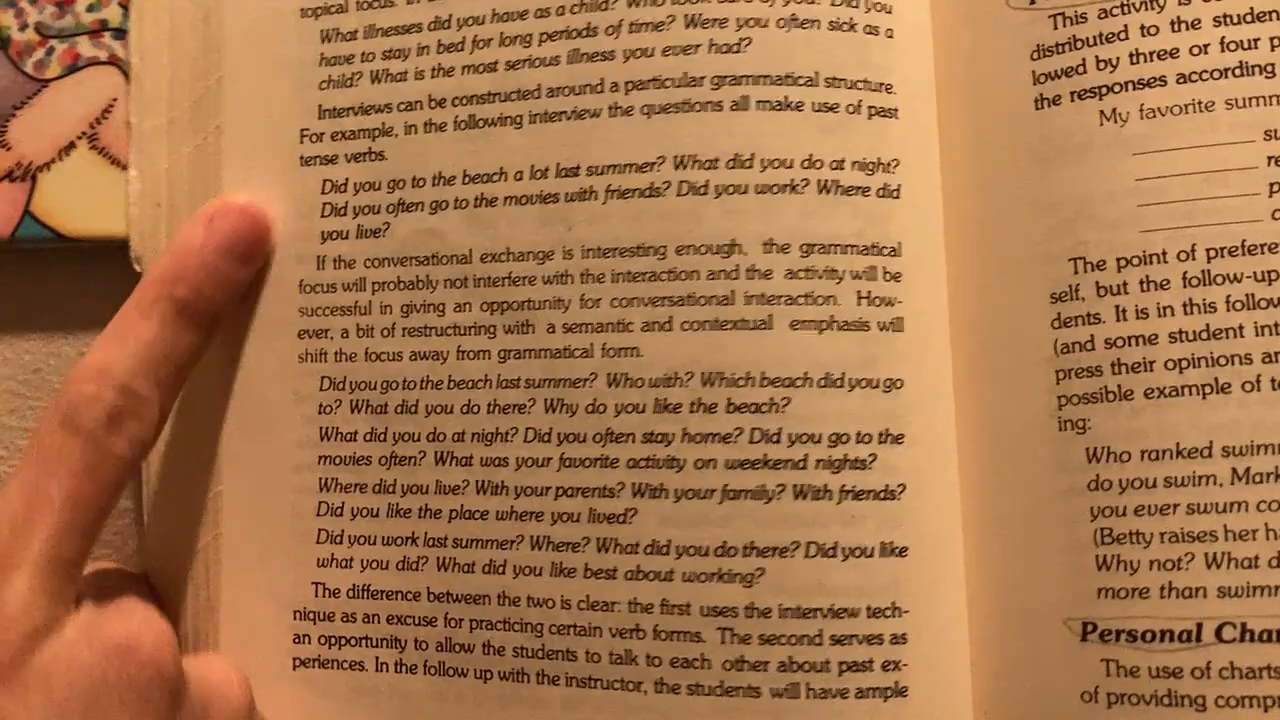 topical focus.
What illnesses did you have as a child? Who took care of you? Did you
have to stay in bed for long periods of time? Were you often sick as a
child? What is the most serious illness you ever had?
Interviews can be constructed around a particular grammatical structure.
For example, in the following interview the questions all make use of past
tense verbs.
Did you go to the beach a lot last summer? What did you do at night?
Did you often go to the movies with friends? Did you work? Where did
you live?
If the conversational exchange is interesting enough, the grammatical
focus will probably not interfere with the interaction and the activity will be
successful in giving an opportunity for conversational interaction. How-
ever, a bit of restructuring with a semantic and contextual emphasis will
shift the focus away from grammatical form.
Did you go to the beach last summer? Who with? Which beach did you go
to? What did you do there? Why do you like the beach?
What did you do at night? Did you often stay home? Did you go to the
movies often? What was your favorite activity on weekend nights?
Where did you live? With your parents? With your family? With friends?
Did you like the place where you lived?
Did you work last summer? Where? What did you do there? Did you like
what you did? What did you like best about working?
The difference between the two is clear: the first uses the interview tech-
nique as an excuse for practicing certain verb forms. The second serves as
an opportunity to allow the students to talk to each other about past ex-
periences. In the follow up with the instructor, the students will have ample
This activity is
distributed to the studen
lowed by three or four p
the responses according
My favorite summ
su
re
p
The point of prefere
self, but the follow-up
dents. It is in this follow
(and some student int
press their opinions an
possible example of te
ing:
Who ranked swimm
do you swim, Mark
you ever swum co
(Betty raises her ha
Why not? What d
more than swimm
Personal Char
The use of charts
of providing compr